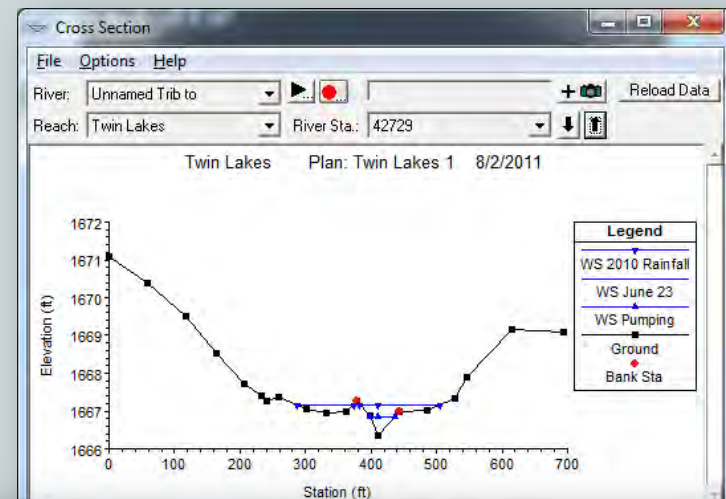 Cross Section
File Options Help
River: Unnamed Trib to
Reload Data
Reach: Twin Lakes River Sta.: 42729
Twin Lakes Plan: Twin Lakes 1 8/2/2011
Elevation (ft)
1672
1671
1670
1669
1668
1667
1666
0 100 200 300 400 500 600 700
Station (ft)
Legend
WS 2010 Rainfall
WS June 23
WS Pumping
Ground
Bank Sta